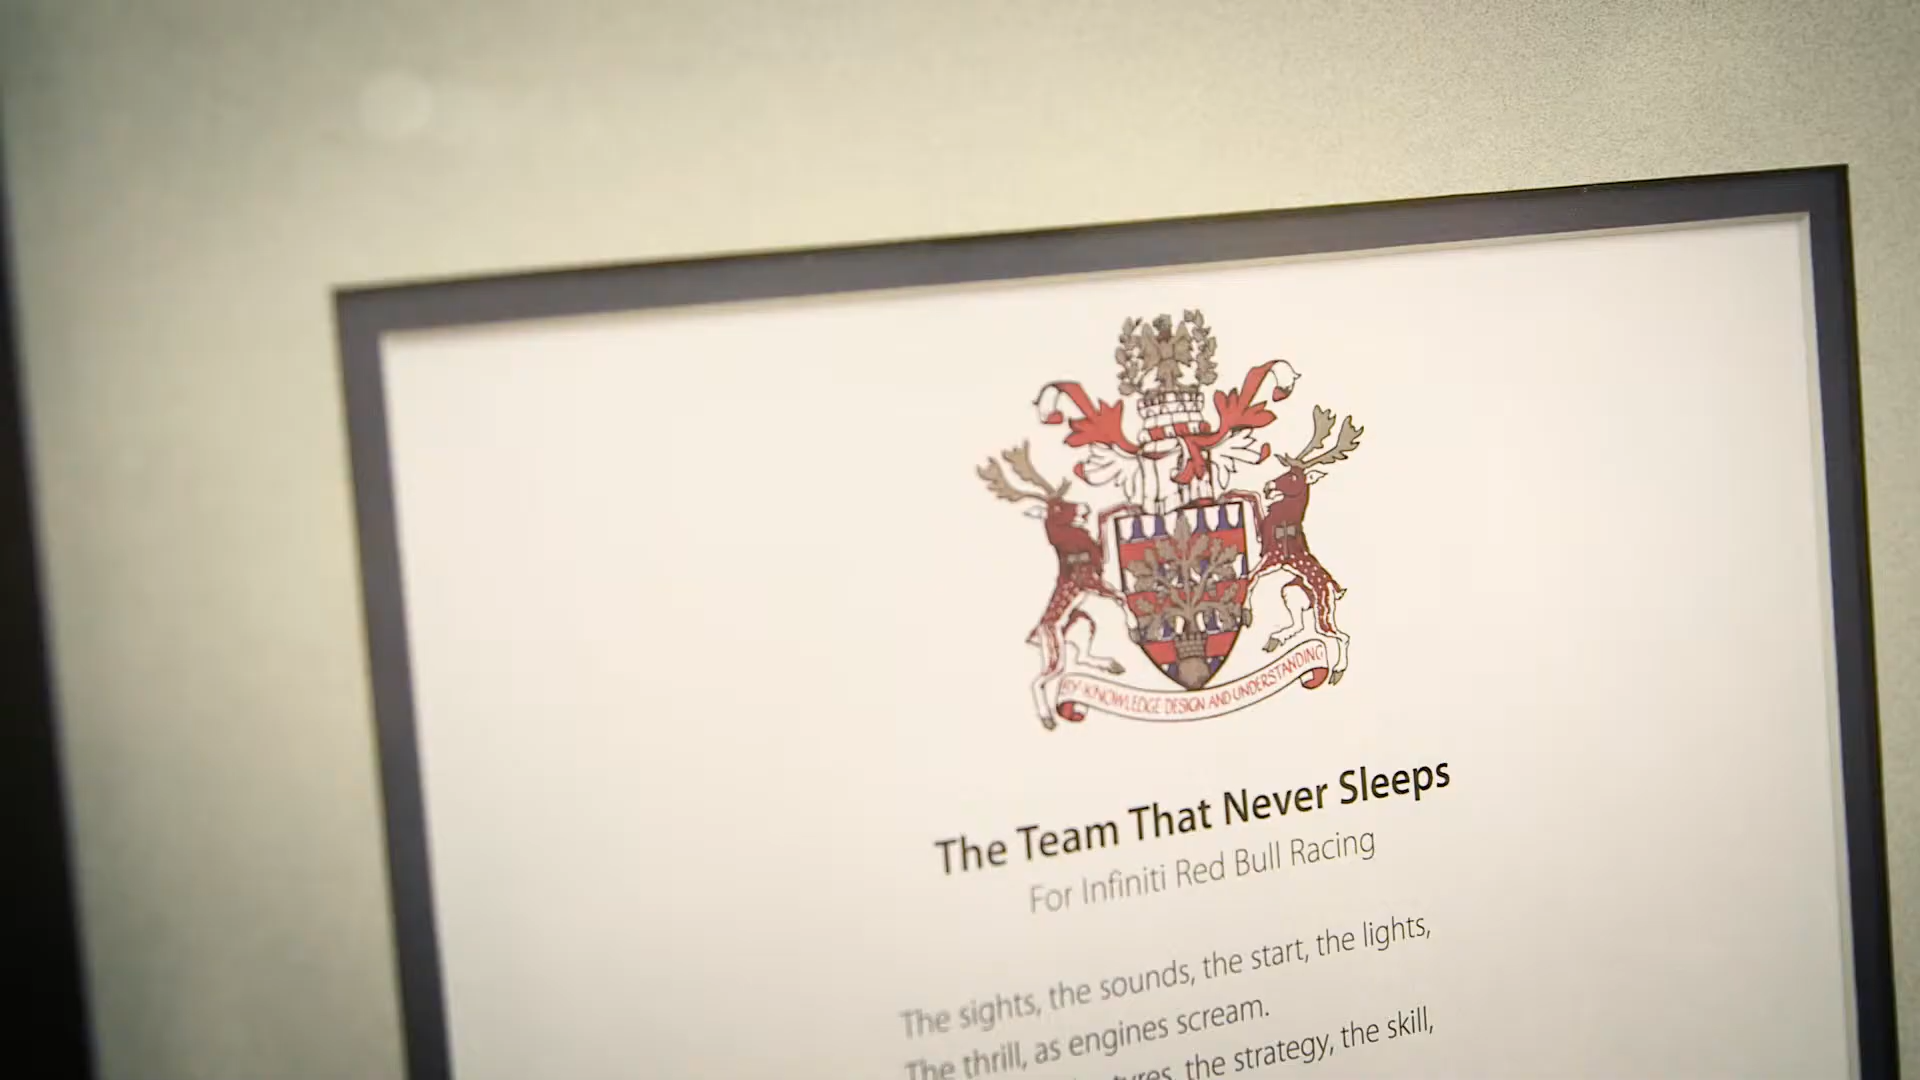 BY KNOWLEDGE DESIGN AND UNDERSTANDING
The Team That Never Sleeps
For Infiniti Red Bull Racing
The sights, the sounds, the start, the lights,
The thrill, as engines scream.
the strategy, the skill,